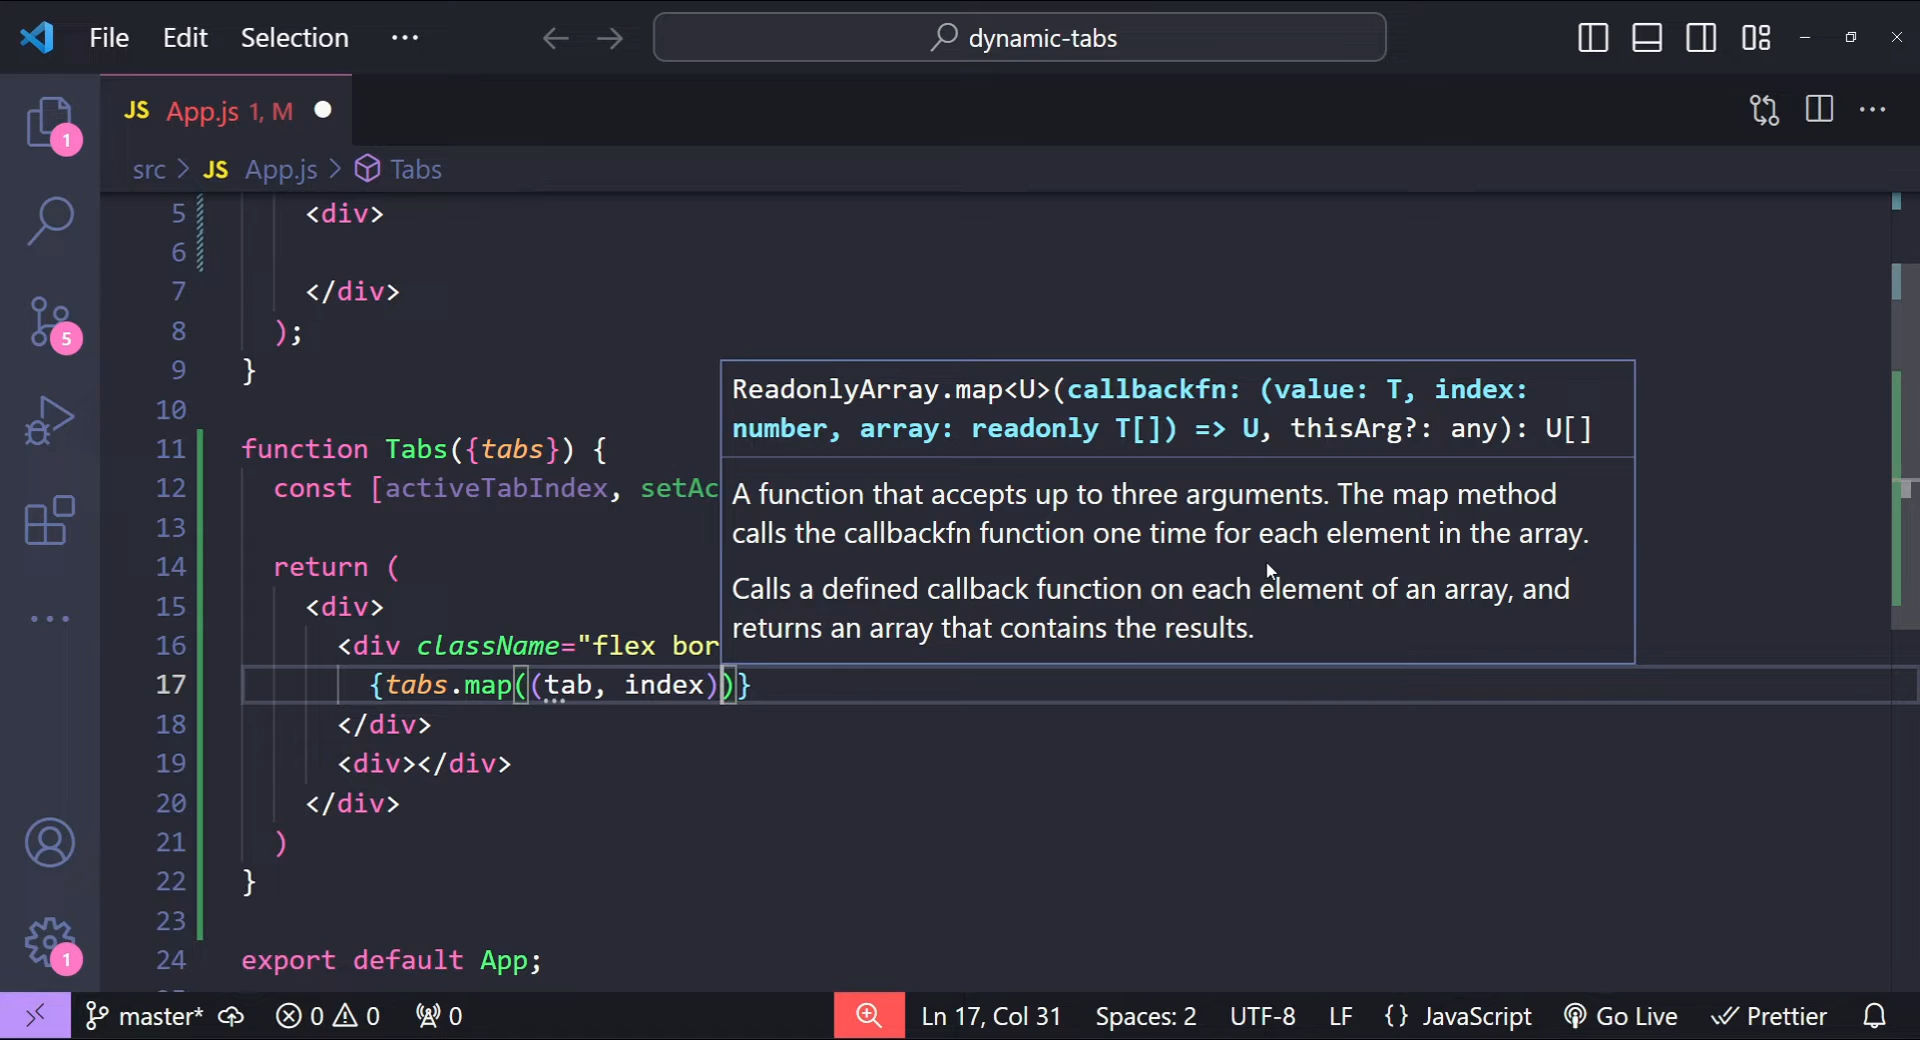 File Edit Selection ···
dynamic-tabs
JS App.js 1, M
src > JS App.js > Tabs
1
5
1
5 <div>
6
7 </div>
8 );
9 }
10
11 function Tabs({tabs}) {
12 const [activeTabIndex, setAc
13
14 return (
15 <div>
16 <div className="flex bor
17 {tabs.map((tab, index))}
18 </div>
19 <div></div>
20 </div>
21 )
22 }
23
24 export default App;
ReadonlyArray.map<U>(callbackfn: (value: T, index:
number, array: readonly T[]) => U, thisArg?: any): U[]
A function that accepts up to three arguments. The map method
calls the callbackfn function one time for each element in the array.
Calls a defined callback function on each element of an array, and
returns an array that contains the results.
master* 0 0 0 Ln 17, Col 31 Spaces: 2 UTF-8 LF {} JavaScript Go Live Prettier